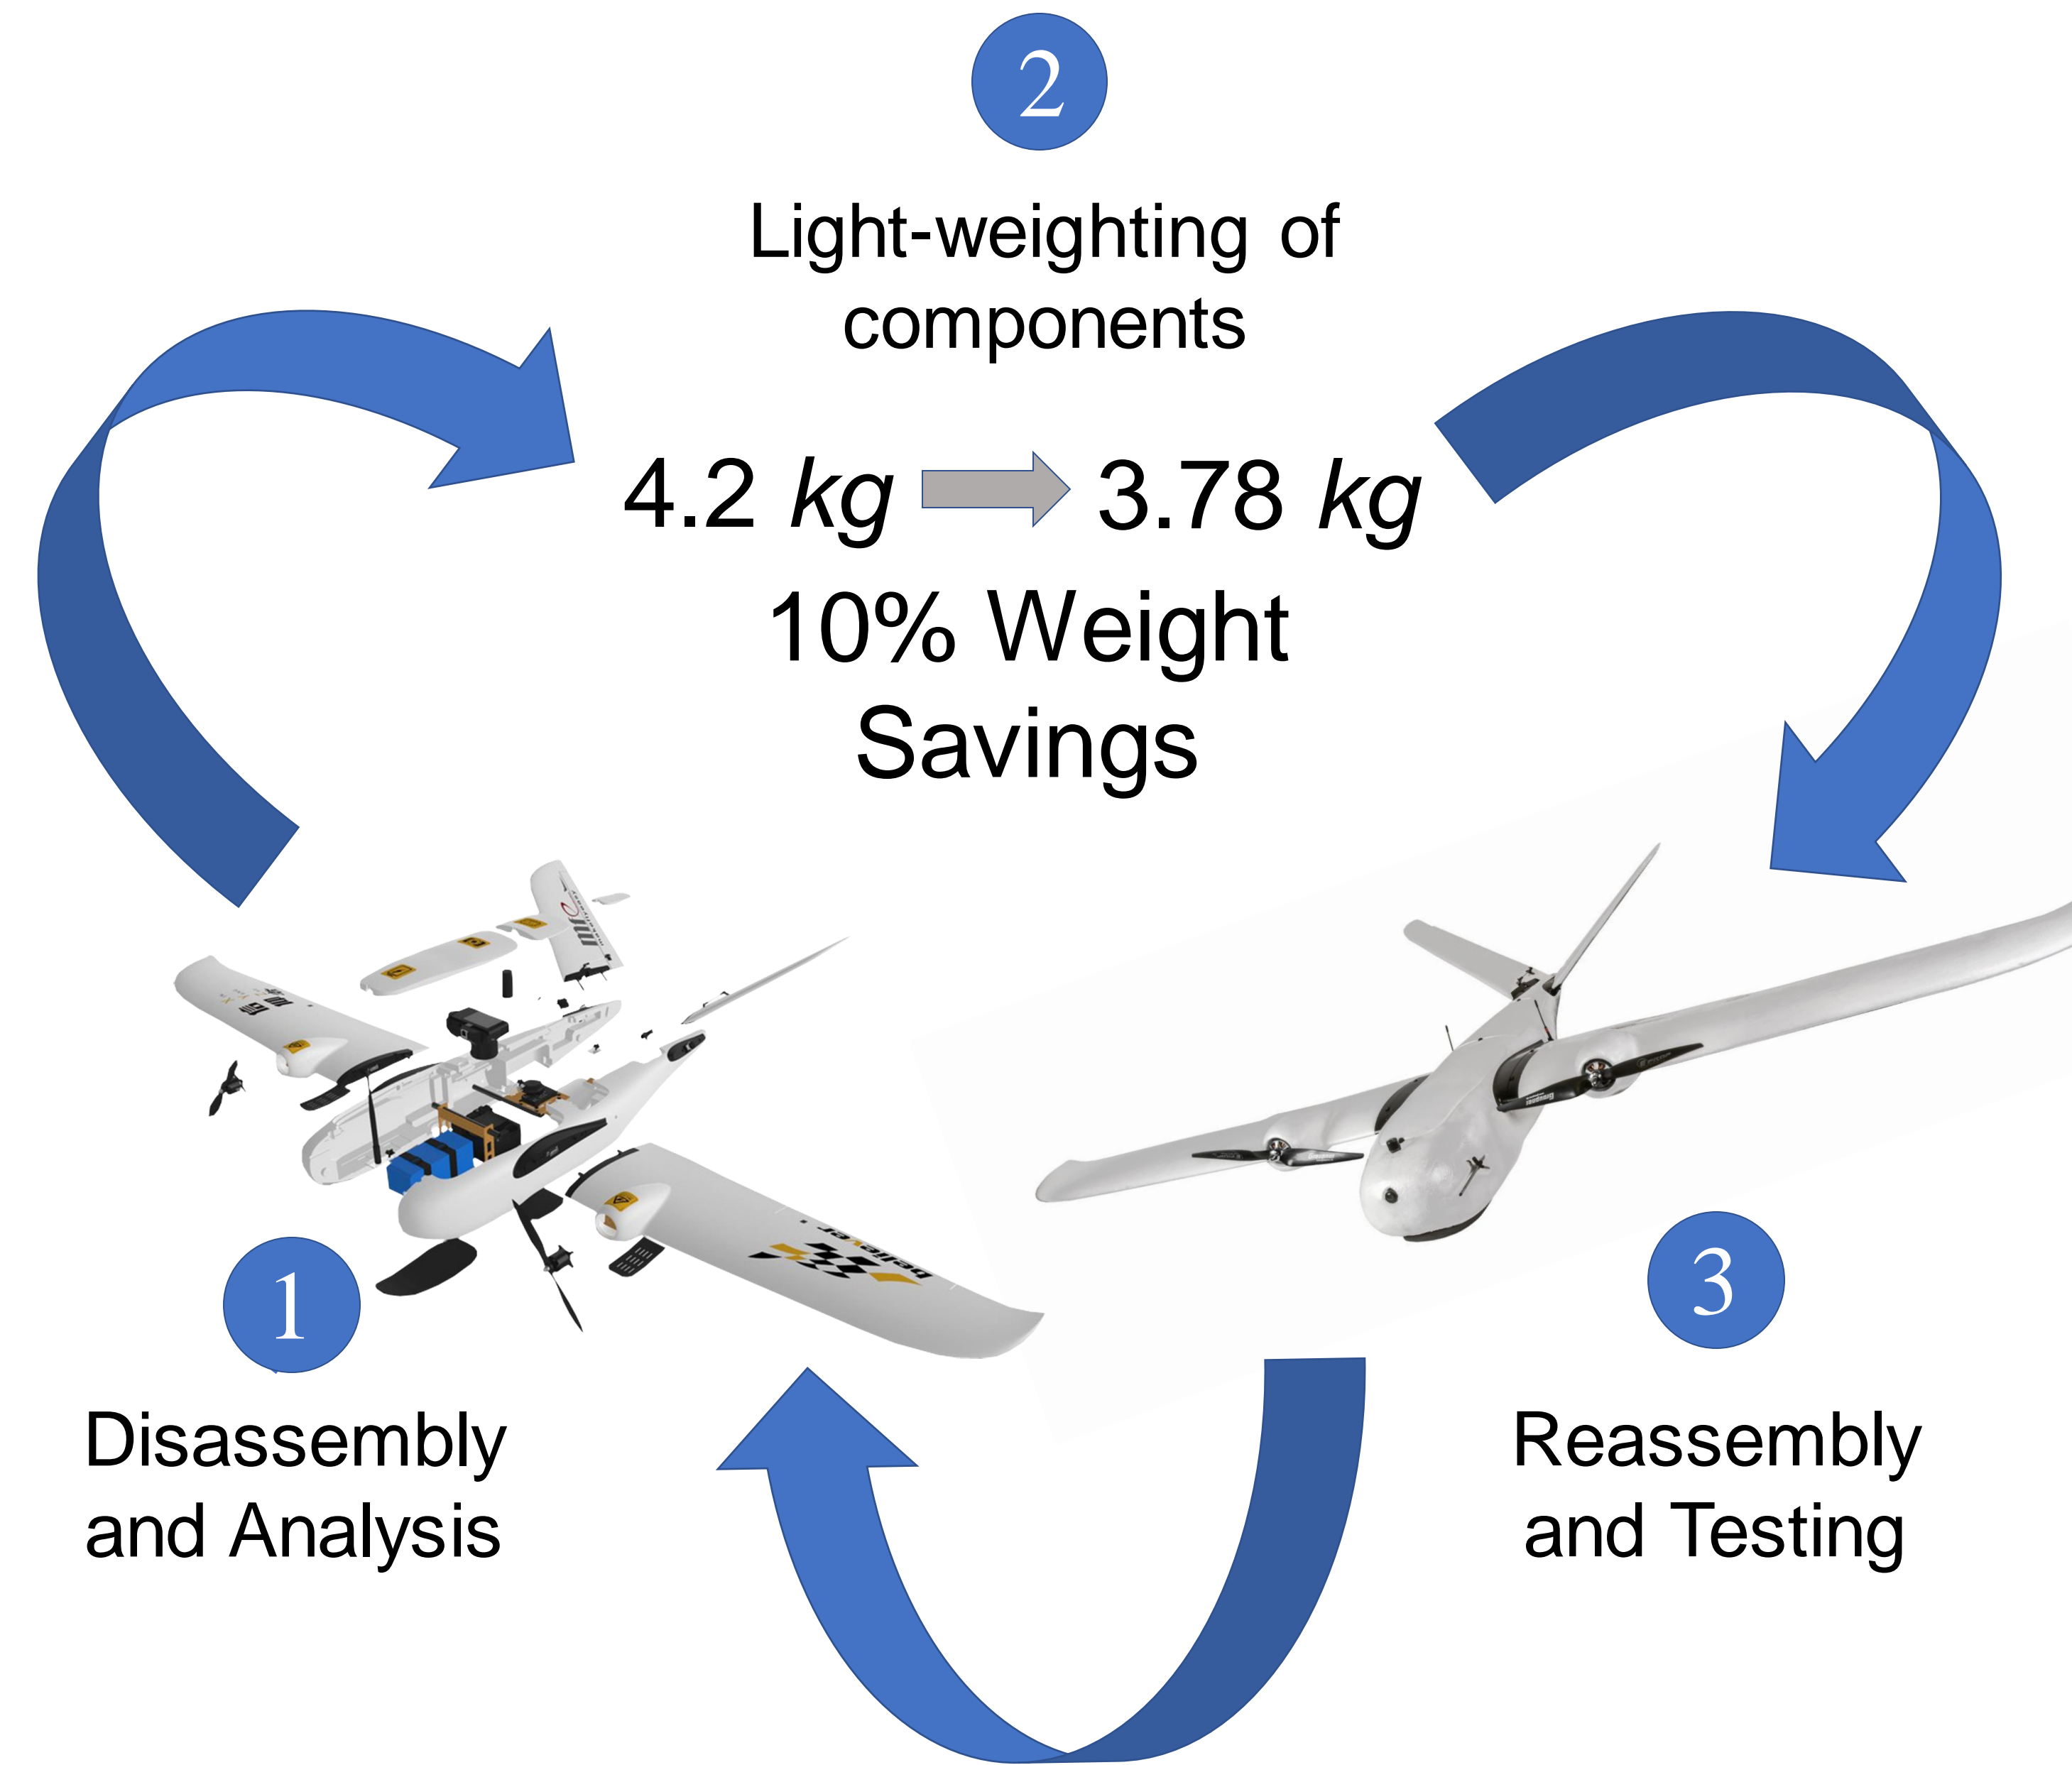 2
Light-weighting of
components
4.2 kg 3.78 kg
10% Weight
Savings
believer
1
Disassembly
and Analysis
3
Reassembly
and Testing